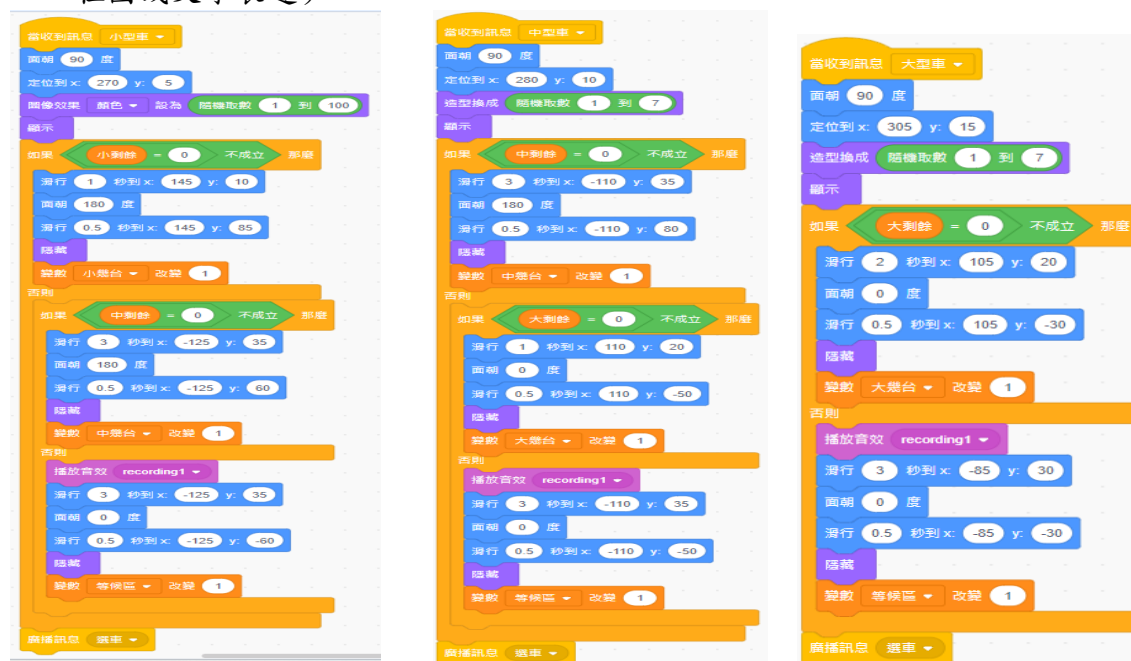 當收到訊息 小型車
面朝 90 度
定位到 x: 270 y: 5
圖像效果 顏色 設為 隨機取數 1 到 100
顯示
如果 小剩餘 = 0 不成立 那麼
滑行 1 秒到 x: 145 y: 10
面朝 180 度
滑行 0.5 秒到 x: 145 y: 85
隱藏
變數 小櫃台 改變 1
否則
如果 中剩餘 = 0 不成立 那麼
滑行 3 秒到 x: -125 y: 35
面朝 180 度
滑行 0.5 秒到 x: -125 y: 60
隱藏
變數 中櫃台 改變 1
否則
播放音效 recording1
滑行 3 秒到 x: -125 y: 35
面朝 0 度
滑行 0.5 秒到 x: -125 y: -60
隱藏
變數 等候區 改變 1
廣播訊息 選車
當收到訊息 中型車
面朝 90 度
定位到 x: 280 y: 10
造型換成 隨機取數 1 到 7
顯示
如果 中剩餘 = 0 不成立 那麼
滑行 3 秒到 x: -110 y: 35
面朝 180 度
滑行 0.5 秒到 x: -110 y: 80
隱藏
變數 中櫃台 改變 1
否則
如果 大剩餘 = 0 不成立 那麼
滑行 1 秒到 x: 110 y: 20
面朝 0 度
滑行 0.5 秒到 x: 110 y: -50
隱藏
變數 大櫃台 改變 1
否則
播放音效 recording1
滑行 3 秒到 x: -110 y: 35
面朝 0 度
滑行 0.5 秒到 x: -110 y: -50
隱藏
變數 等候區 改變 1
廣播訊息 選車
當收到訊息 大型車
面朝 90 度
定位到 x: 305 y: 15
造型換成 隨機取數 1 到 7
顯示
如果 大剩餘 = 0 不成立 那麼
滑行 2 秒到 x: 105 y: 20
面朝 0 度
滑行 0.5 秒到 x: 105 y: -30
隱藏
變數 大櫃台 改變 1
否則
播放音效 recording1
滑行 3 秒到 x: -85 y: 30
面朝 0 度
滑行 0.5 秒到 x: -85 y: -30
隱藏
變數 等候區 改變 1
廣播訊息 選車